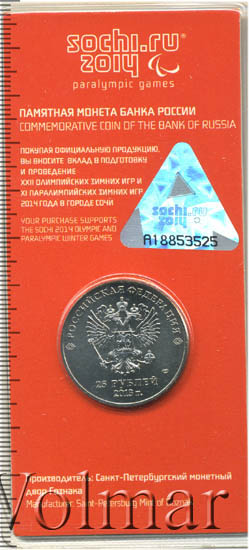 sochi.ru
2014
paralympic games
ПАМЯТНАЯ МОНЕТА БАНКА РОССИИ
COMMEMORATIVE COIN OF THE BANK OF RUSSIA
ПОКУПАЯ ОФИЦИАЛЬНУЮ ПРОДУКЦИЮ,
ВЫ ВНОСИТЕ ВКЛАД В ПОДГОТОВКУ
И ПРОВЕДЕНИЕ
XXII ОЛИМПИЙСКИХ ЗИМНИХ ИГР И
XI ПАРАЛИМПИЙСКИХ ЗИМНИХ ИГР
2014 ГОДА В ГОРОДЕ СОЧИ
YOUR PURCHASE SUPPORTS
THE SOCHI 2014 OLYMPIC AND
PARALYMPIC WINTER GAMES
sochi.ru
2014
A18853525
РОССИЙСКАЯ ФЕДЕРАЦИЯ
25 РУБЛЕЙ
2013 г.
Производитель: Санкт-Петербургский монетный
двор Гознака
Manufacturer: Saint-Petersburg Mint of Goznak
Volmar